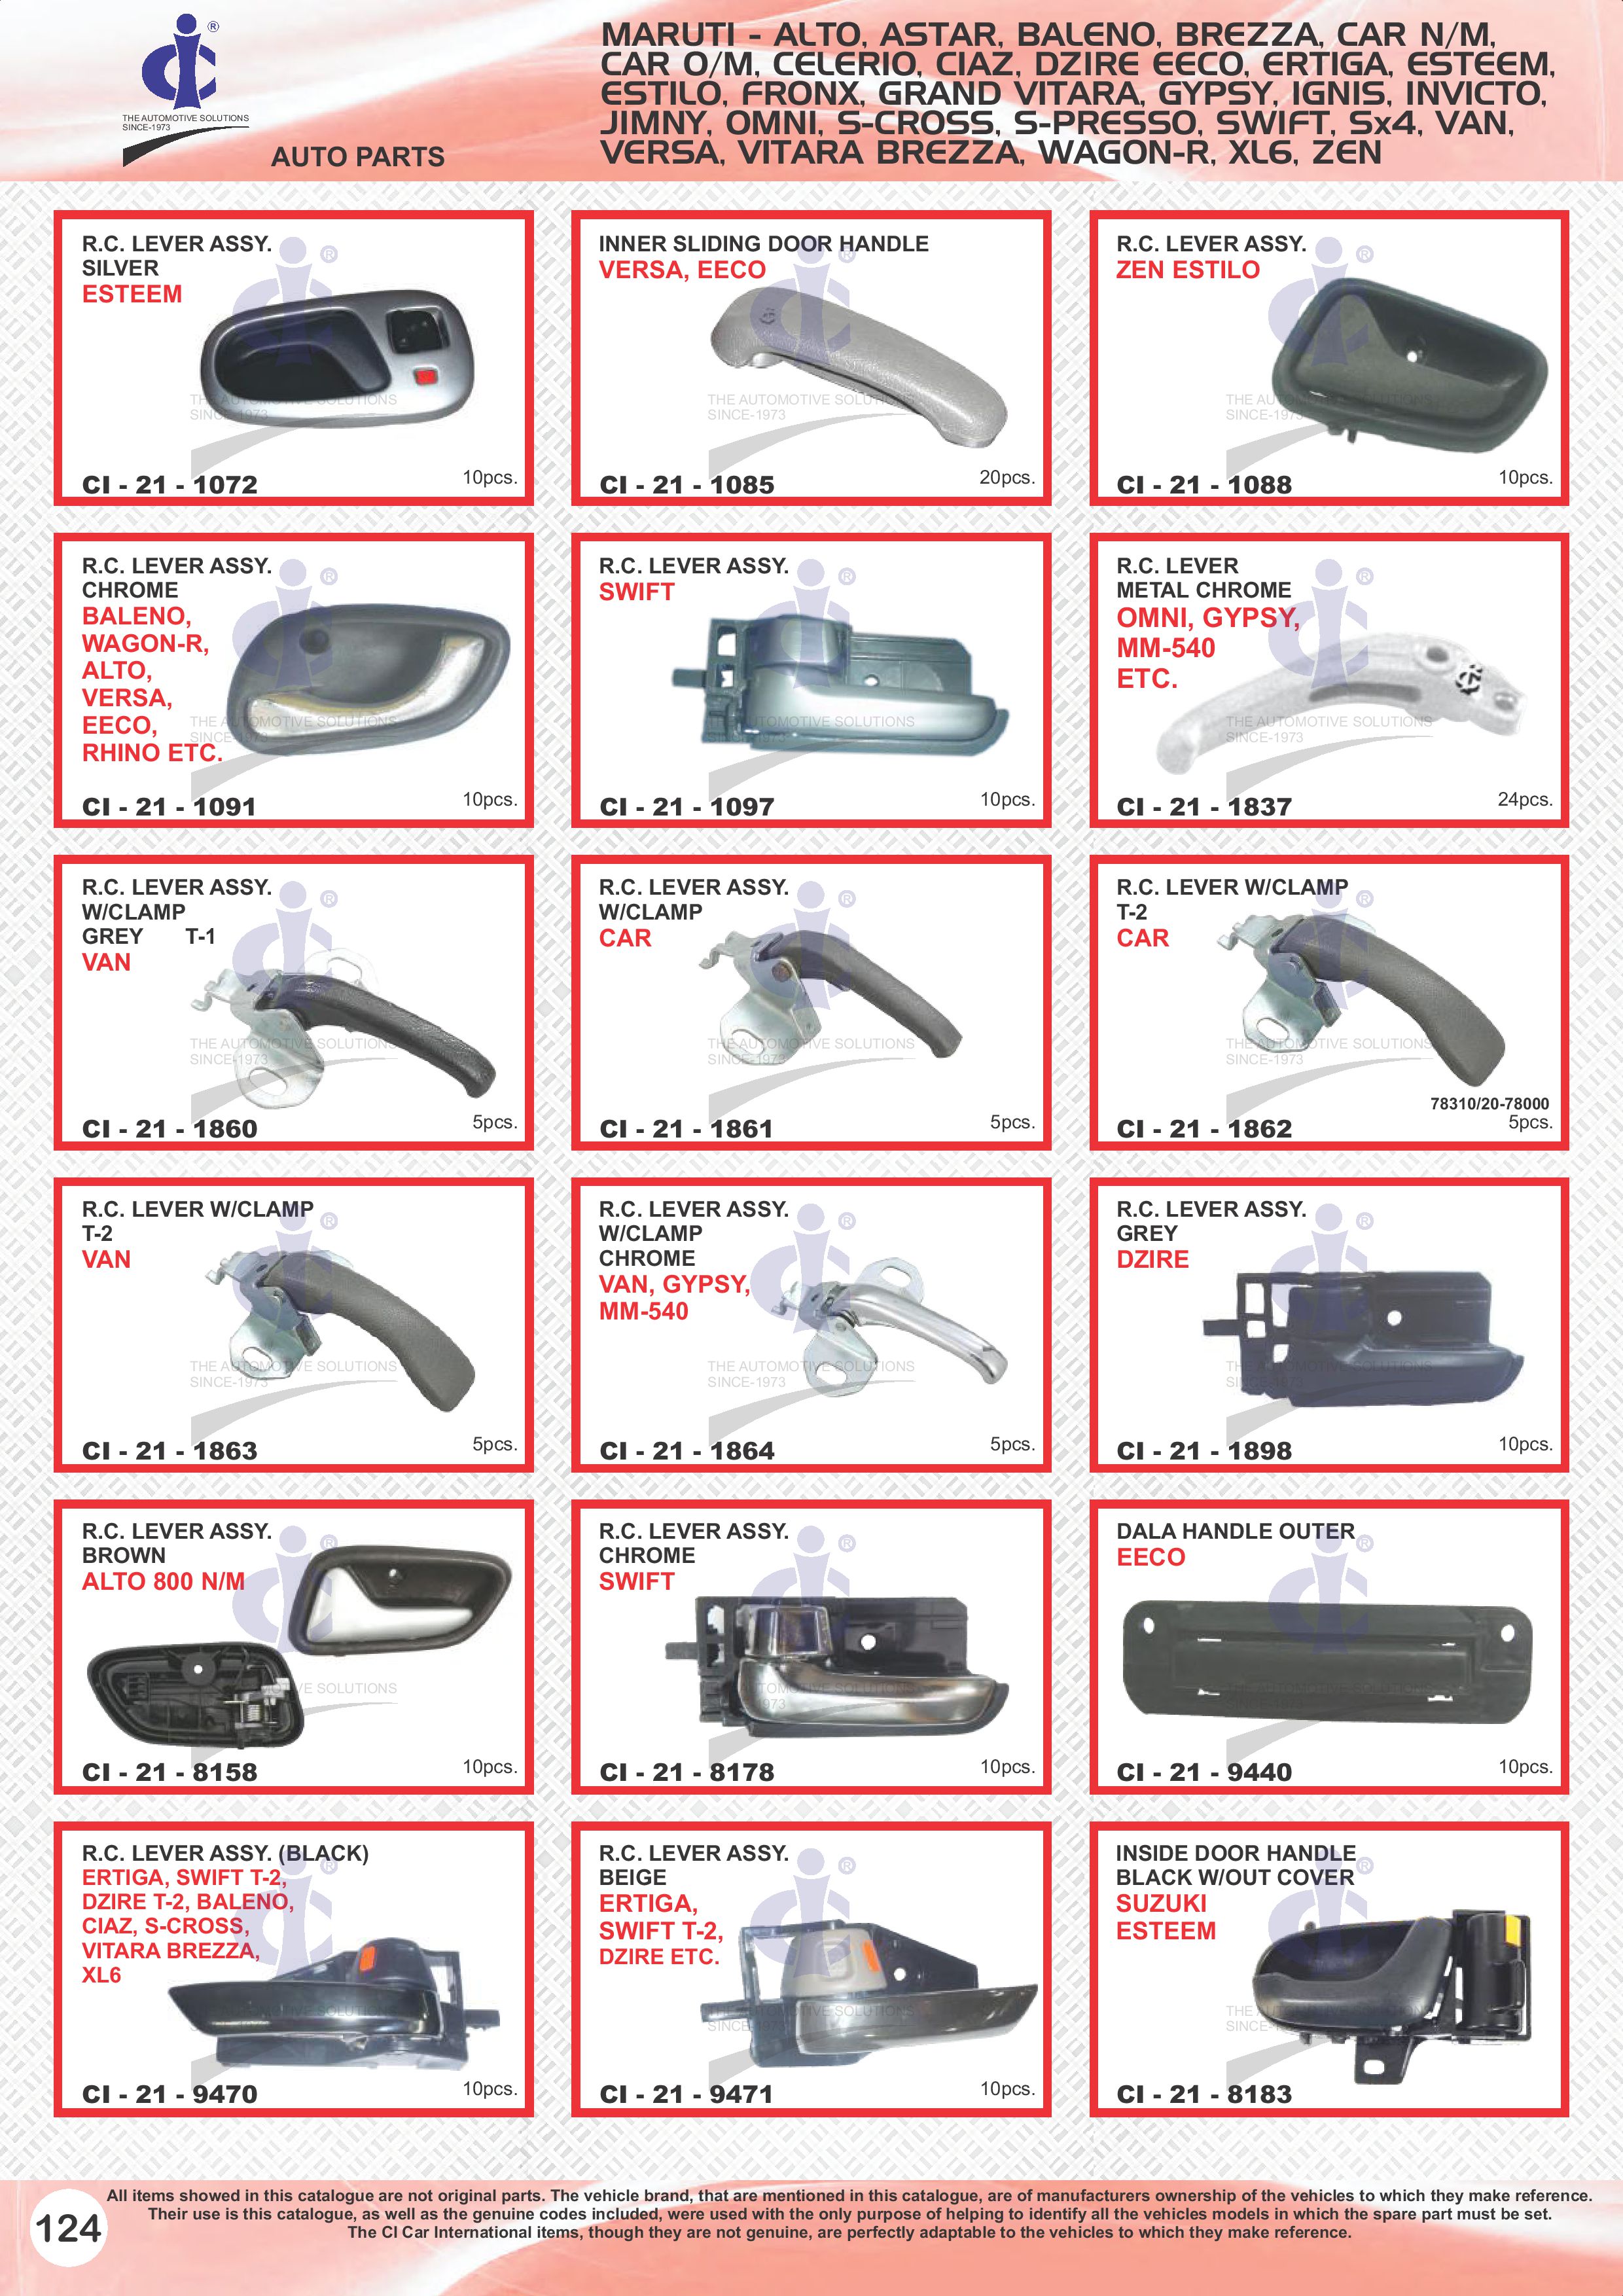 ®
THE AUTOMOTIVE SOLUTIONS
SINCE-1973
AUTO PARTS
MARUTI - ALTO, ASTAR, BALENO, BREZZA, CAR N/M,
CAR O/M, CELERIO, CIAZ, DZIRE EECO, ERTIGA, ESTEEM,
ESTILO, FRONX, GRAND VITARA, GYPSY, IGNIS, INVICTO,
JIMNY, OMNI, S-CROSS, S-PRESSO, SWIFT, Sx4, VAN,
VERSA, VITARA BREZZA, WAGON-R, XL6, ZEN
R.C. LEVER ASSY.
SILVER
ESTEEM
CI - 21 - 1072
10pcs.
INNER SLIDING DOOR HANDLE
VERSA, EECO
CI - 21 - 1085
20pcs.
R.C. LEVER ASSY.
ZEN ESTILO
CI - 21 - 1088
10pcs.
R.C. LEVER ASSY.
CHROME
BALENO,
WAGON-R,
ALTO,
VERSA,
EECO,
RHINO ETC.
CI - 21 - 1091
10pcs.
R.C. LEVER ASSY.
SWIFT
CI - 21 - 1097
10pcs.
R.C. LEVER
METAL CHROME
OMNI, GYPSY,
MM-540
ETC.
CI - 21 - 1837
24pcs.
R.C. LEVER ASSY.
W/CLAMP
GREY T-1
VAN
CI - 21 - 1860
5pcs.
R.C. LEVER ASSY.
W/CLAMP
CAR
CI - 21 - 1861
5pcs.
R.C. LEVER W/CLAMP
T-2
CAR
78310/20-78000
CI - 21 - 1862
5pcs.
R.C. LEVER W/CLAMP
T-2
VAN
CI - 21 - 1863
5pcs.
R.C. LEVER ASSY.
W/CLAMP
CHROME
VAN, GYPSY,
MM-540
CI - 21 - 1864
5pcs.
R.C. LEVER ASSY.
GREY
DZIRE
CI - 21 - 1898
10pcs.
R.C. LEVER ASSY.
BROWN
ALTO 800 N/M
CI - 21 - 8158
10pcs.
R.C. LEVER ASSY.
CHROME
SWIFT
CI - 21 - 8178
10pcs.
DALA HANDLE OUTER
EECO
CI - 21 - 9440
10pcs.
R.C. LEVER ASSY. (BLACK)
ERTIGA, SWIFT T-2,
DZIRE T-2, BALENO,
CIAZ, S-CROSS,
VITARA BREZZA,
XL6
CI - 21 - 9470
10pcs.
R.C. LEVER ASSY.
BEIGE
ERTIGA,
SWIFT T-2,
DZIRE ETC.
CI - 21 - 9471
10pcs.
INSIDE DOOR HANDLE
BLACK W/OUT COVER
SUZUKI
ESTEEM
CI - 21 - 8183
124
All items showed in this catalogue are not original parts. The vehicle brand, that are mentioned in this catalogue, are of manufacturers ownership of the vehicles to which they make reference.
Their use is this catalogue, as well as the genuine codes included, were used with the only purpose of helping to identify all the vehicles models in which the spare part must be set.
The CI Car International items, though they are not genuine, are perfectly adaptable to the vehicles to which they make reference.